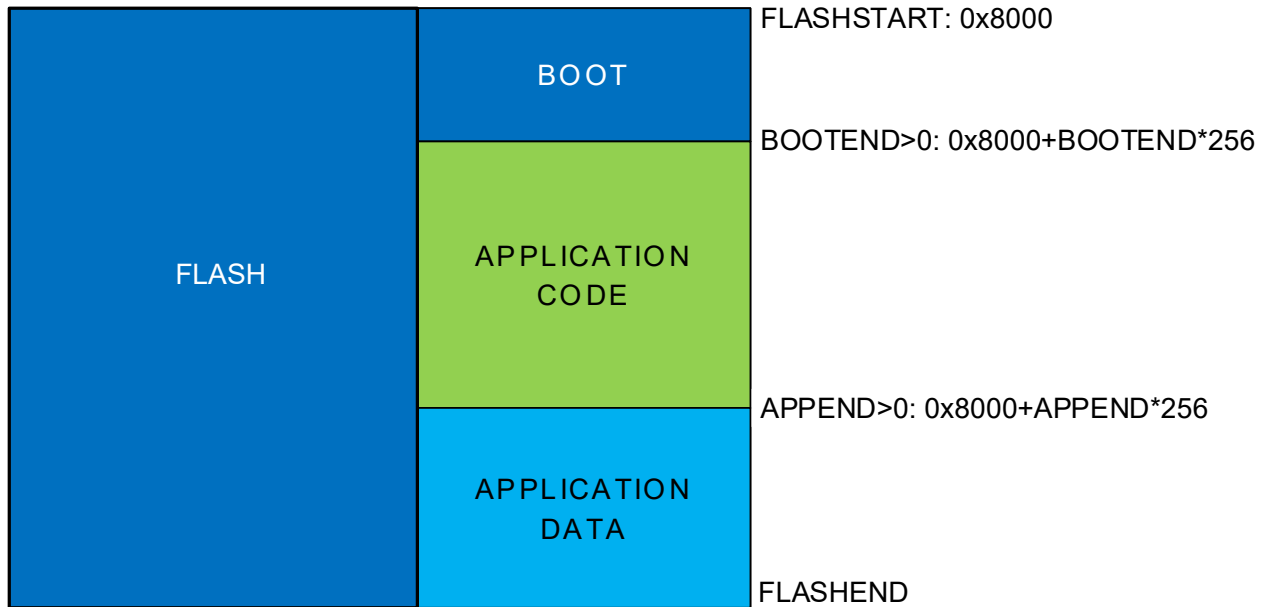 FLASHSTART: 0x8000
BOOT
BOOTEND>0: 0x8000+BOOTEND*256
FLASH
APPLICATION
CODE
APPEND>0: 0x8000+APPEND*256
APPLICATION
DATA
FLASHEND